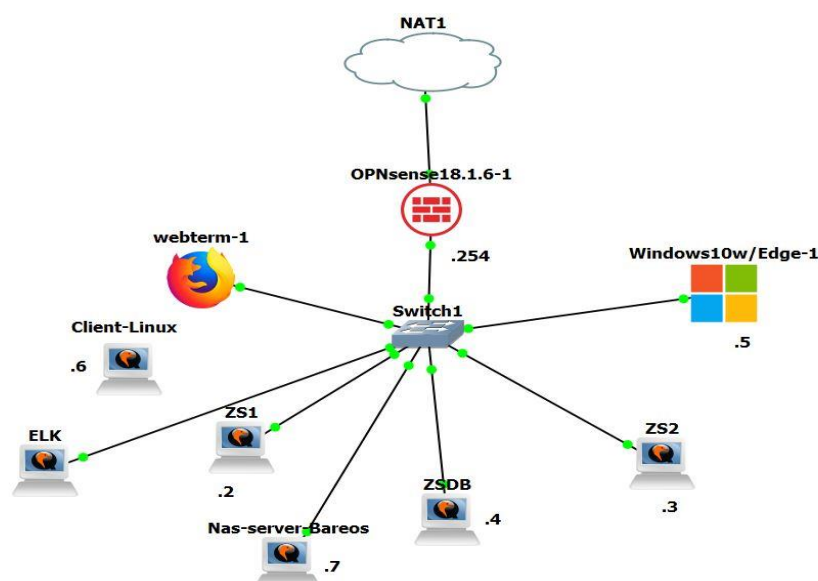 NAT1
OPNsense18.1.6-1
.254
webterm-1
Windows10w/Edge-1
Switch1
.5
Client-Linux
.6
ELK
ZS1
.2
ZS2
.3
ZSDB
.4
Nas-server-Bareos
.7